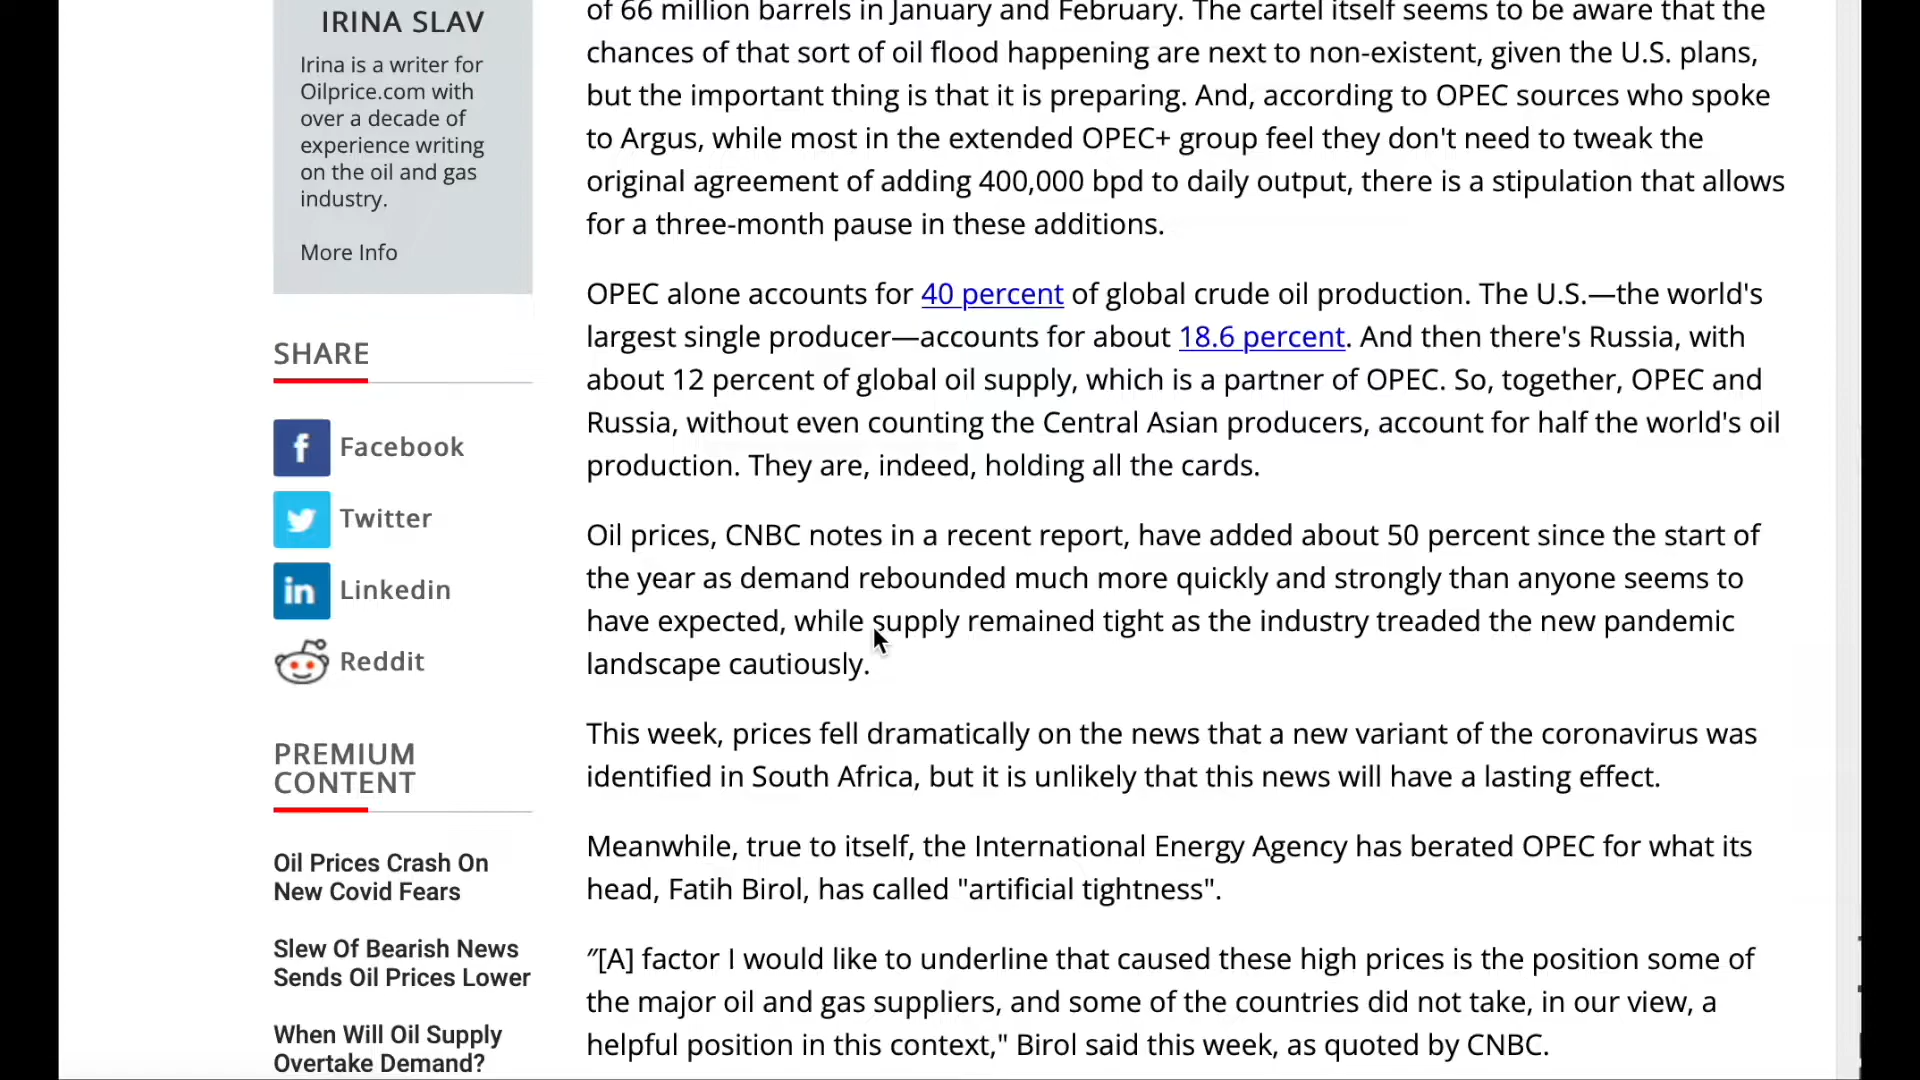 IRINA SLAV
Irina is a writer for
Oilprice.com with
over a decade of
experience writing
on the oil and gas
industry.
More Info
SHARE
Facebook
Twitter
Linkedin
Reddit
PREMIUM
CONTENT
Oil Prices Crash On
New Covid Fears
Slew Of Bearish News
Sends Oil Prices Lower
When Will Oil Supply
Overtake Demand?
of 66 million barrels in January and February. The cartel itself seems to be aware that the
chances of that sort of oil flood happening are next to non-existent, given the U.S. plans,
but the important thing is that it is preparing. And, according to OPEC sources who spoke
to Argus, while most in the extended OPEC+ group feel they don't need to tweak the
original agreement of adding 400,000 bpd to daily output, there is a stipulation that allows
for a three-month pause in these additions.
OPEC alone accounts for 40 percent of global crude oil production. The U.S.—the world's
largest single producer—accounts for about 18.6 percent. And then there's Russia, with
about 12 percent of global oil supply, which is a partner of OPEC. So, together, OPEC and
Russia, without even counting the Central Asian producers, account for half the world's oil
production. They are, indeed, holding all the cards.
Oil prices, CNBC notes in a recent report, have added about 50 percent since the start of
the year as demand rebounded much more quickly and strongly than anyone seems to
have expected, while supply remained tight as the industry treaded the new pandemic
landscape cautiously.
This week, prices fell dramatically on the news that a new variant of the coronavirus was
identified in South Africa, but it is unlikely that this news will have a lasting effect.
Meanwhile, true to itself, the International Energy Agency has berated OPEC for what its
head, Fatih Birol, has called "artificial tightness".
"[A] factor I would like to underline that caused these high prices is the position some of
the major oil and gas suppliers, and some of the countries did not take, in our view, a
helpful position in this context," Birol said this week, as quoted by CNBC.